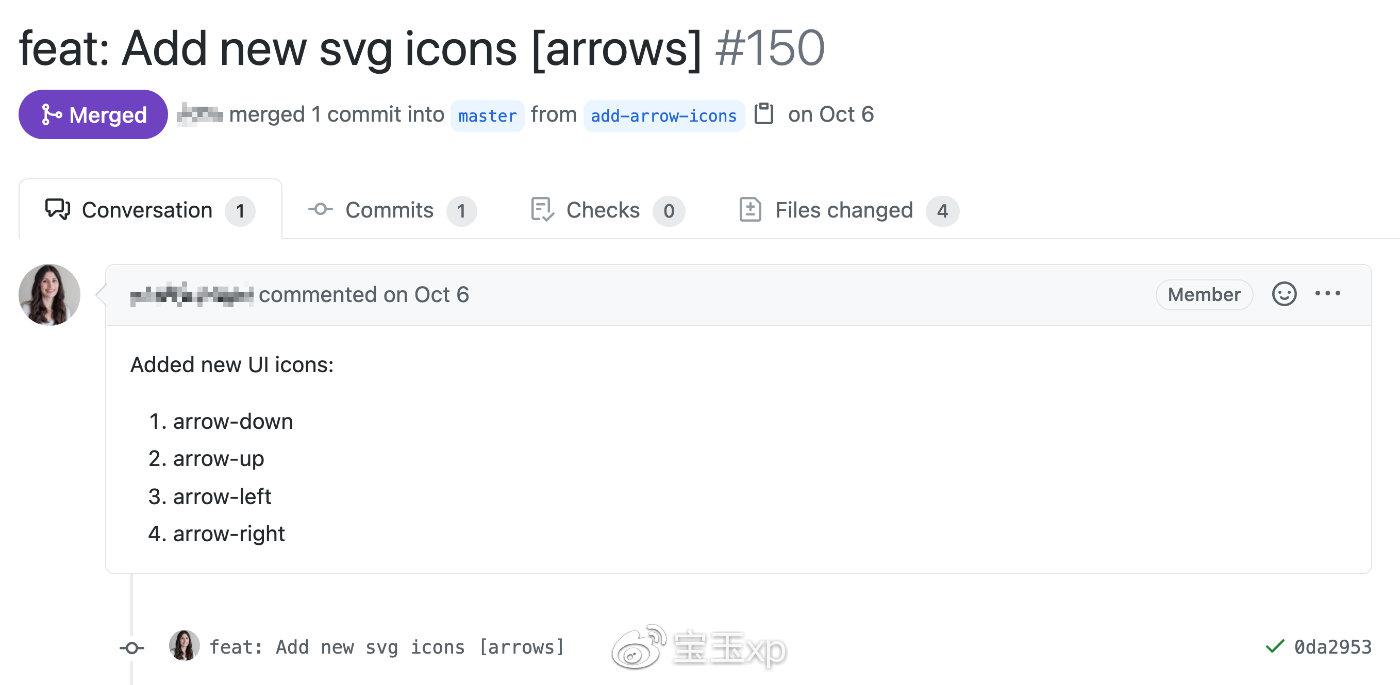 feat: Add new svg icons [arrows] #150
Merged merged 1 commit into master from add-arrow-icons on Oct 6
Conversation 1 Commits 1 Checks 0 Files changed 4
commented on Oct 6 Member
Added new UI icons:
1. arrow-down
2. arrow-up
3. arrow-left
4. arrow-right
feat: Add new svg icons [arrows] 0da2953
宝玉xp